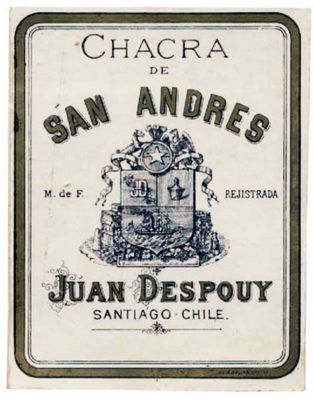 CHACRA
DE
SAN ANDRES
M. de F. REJISTRADA
JUAN DESPOUY
SANTIAGO-CHILE.